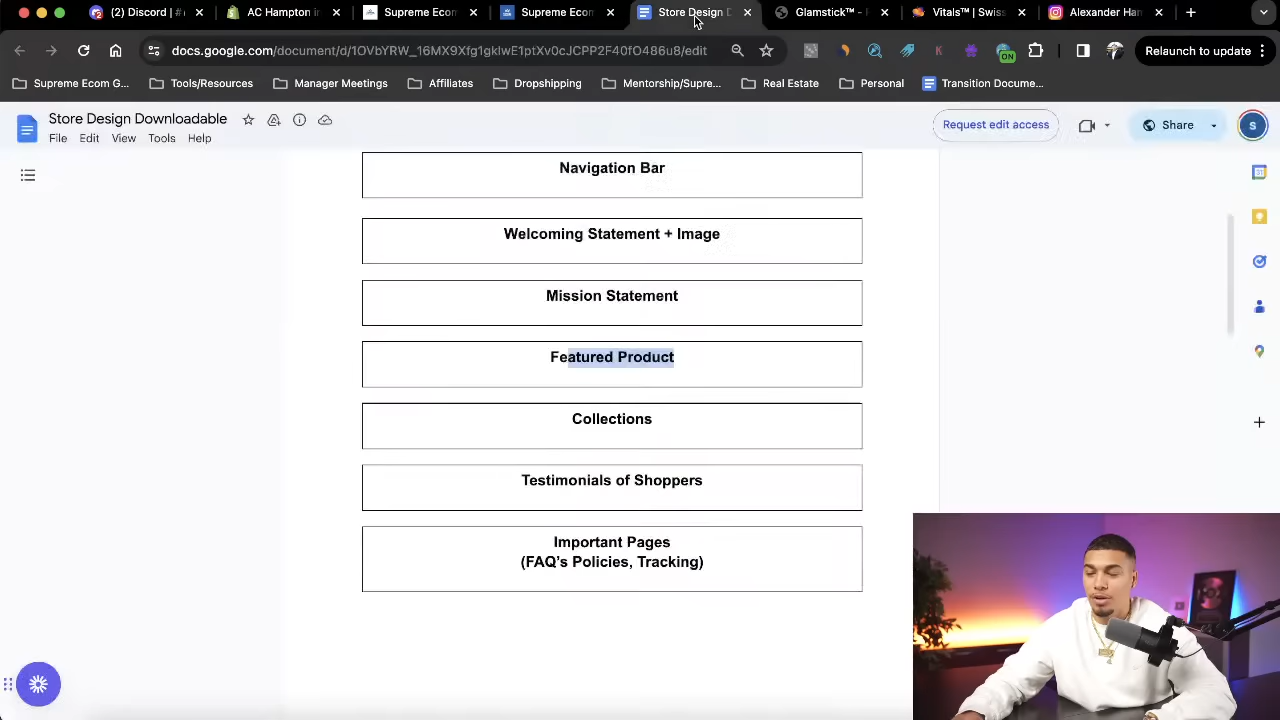 (2) Discord | #
AC Hampton i
Supreme Ecom
Supreme Ecom
Store Design D
Glamstick™ –
Vitals™ | Swiss
Alexander Ham
docs.google.com/document/d/1OVbYRW_16MX9Xfg1gklwE1ptXv0cJCPP2F40fO486u8/edit
ON
Relaunch to update
Supreme Ecom G...
Tools/Resources
Manager Meetings
Affiliates
Dropshipping
Mentorship/Supre...
Real Estate
Personal
Transition Docume...
Store Design Downloadable
File Edit View Tools Help
Request edit access
Share
S
Navigation Bar
Welcoming Statement + Image
Mission Statement
Featured Product
Collections
Testimonials of Shoppers
Important Pages
(FAQ's Policies, Tracking)